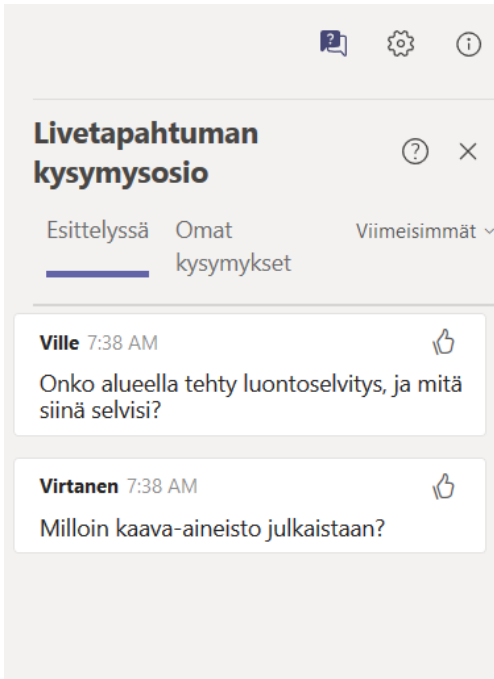 Livetapahtuman
kysymysosio
Esittelyssä Omat kysymykset Viimeisimmät
Ville 7:38 AM
Onko alueella tehty luontoselvitys, ja mitä
siinä selvisi?
Virtanen 7:38 AM
Milloin kaava-aineisto julkaistaan?